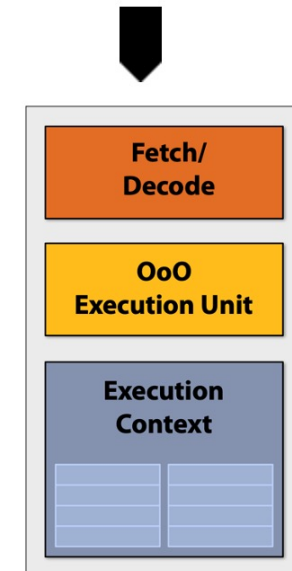 Fetch/
Decode
OoO
Execution Unit
Execution
Context